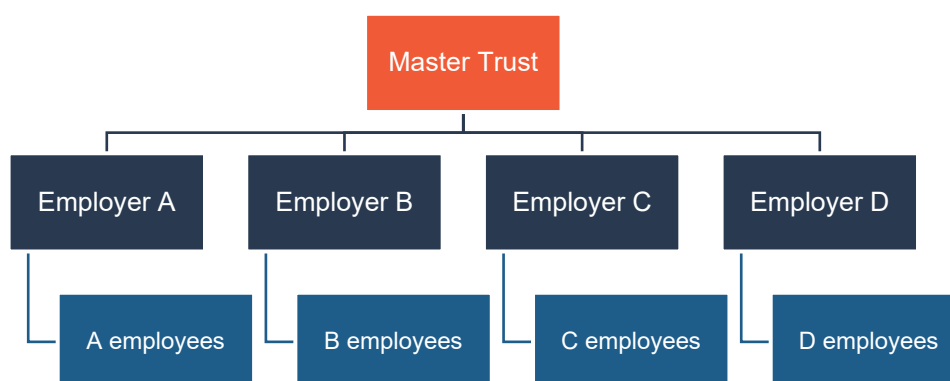 Master Trust
Employer A
Employer B
Employer C
Employer D
A employees
B employees
C employees
D employees